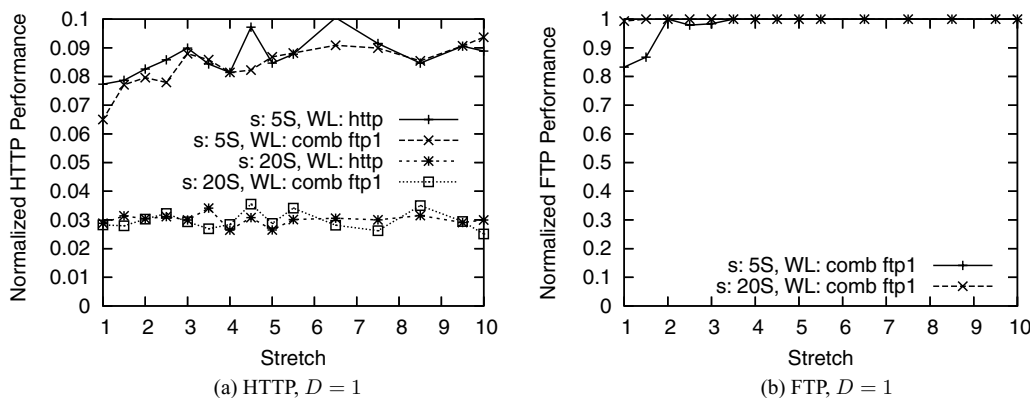 Normalized HTTP Performance
0.1
0.09
0.08
0.07
0.06
0.05
0.04
0.03
0.02
0.01
0
s: 5S, WL: http
s: 5S, WL: comb ftp1
s: 20S, WL: http
s: 20S, WL: comb ftp1
1 2 3 4 5 6 7 8 9 10
Stretch
(a) HTTP, D = 1
Normalized FTP Performance
1
0.9
0.8
0.7
0.6
0.5
0.4
0.3
0.2
0.1
0
s: 5S, WL: comb ftp1
s: 20S, WL: comb ftp1
1 2 3 4 5 6 7 8 9 10
Stretch
(b) FTP, D = 1